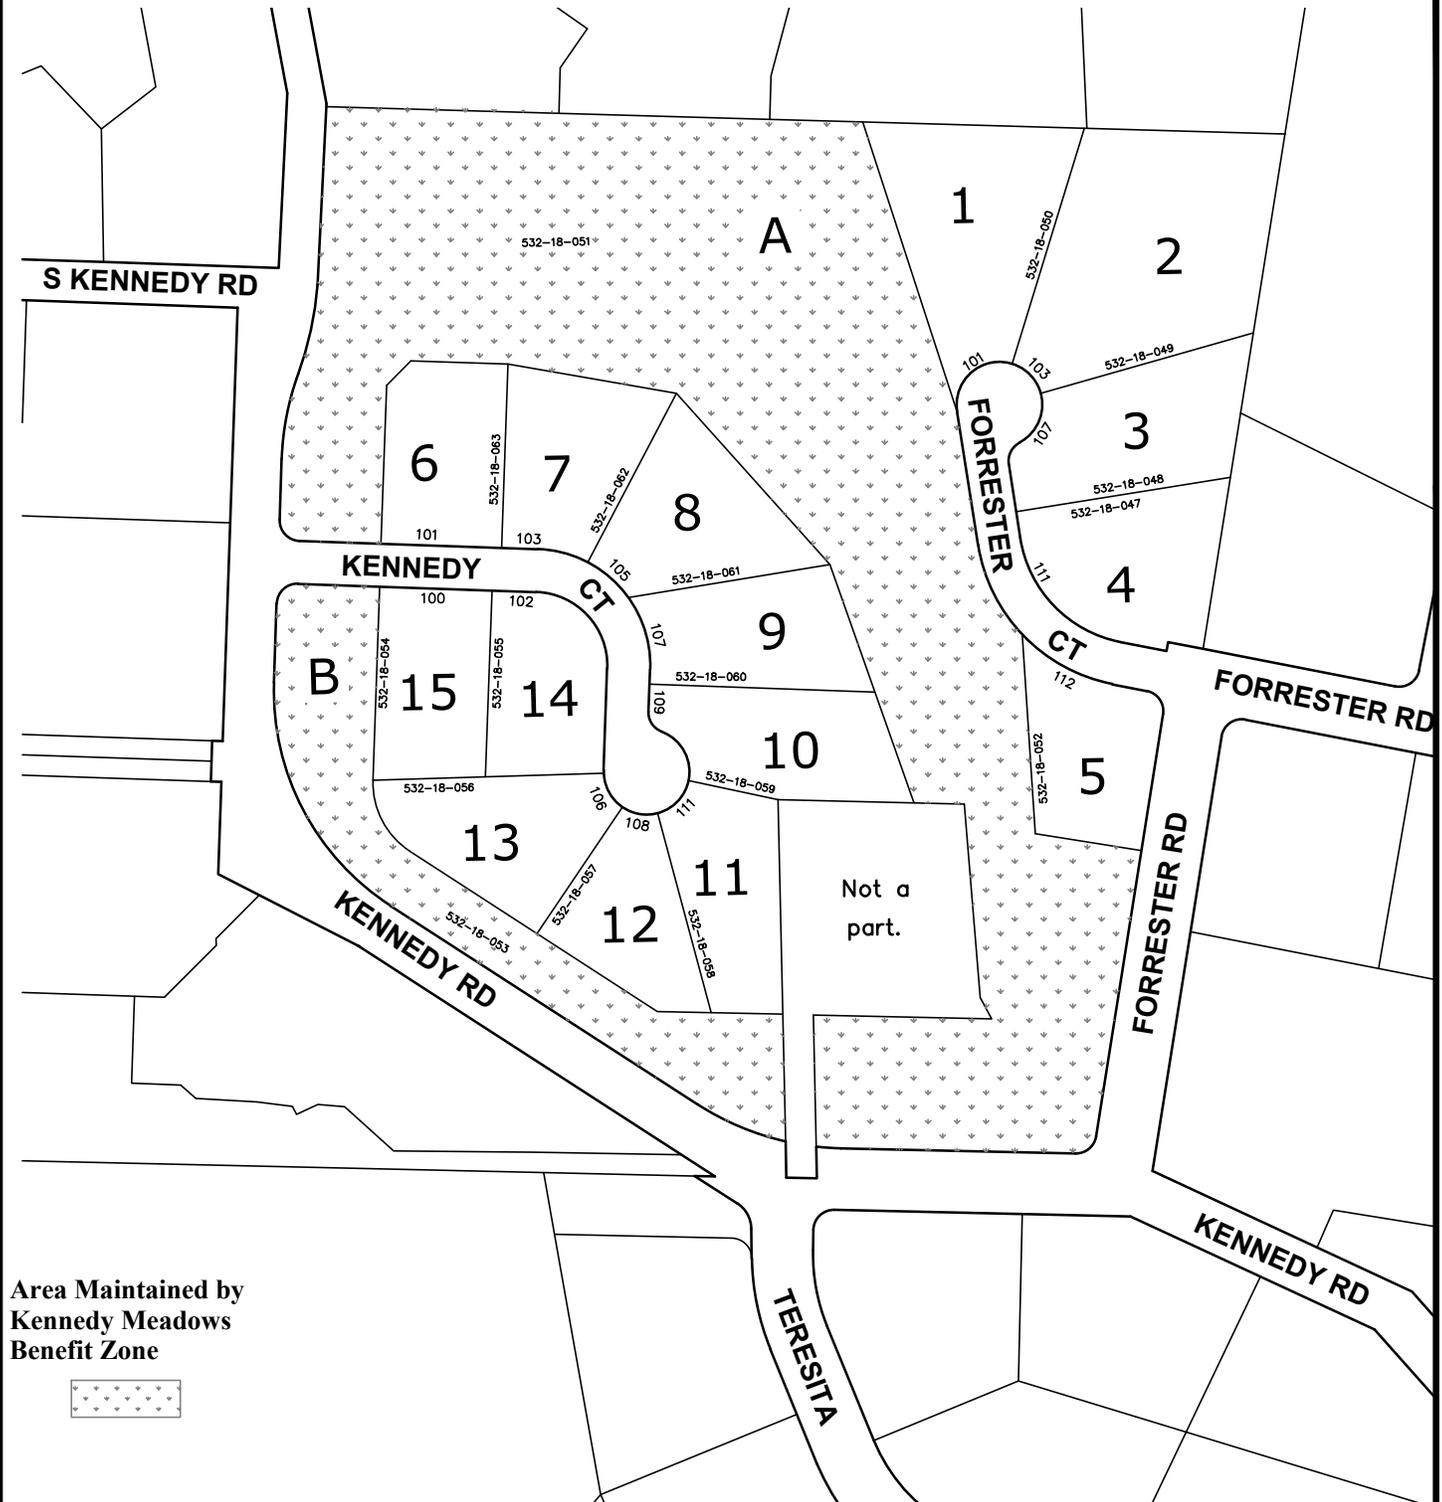 1
532-18-050
532-18-051
A
2
S KENNEDY RD
101
103
532-18-049
107
FORRESTER
3
532-18-048
532-18-047
6
532-18-063
7
532-18-062
8
101
103
KENNEDY
105
532-18-061
CT
111
4
100
102
107
9
CT
112
532-18-060
B
532-18-054
15
532-18-055
14
109
FORRESTER RD
10
532-18-052
5
532-18-056
106
108
111
532-18-059
13
532-18-057
12
11
532-18-058
Not a
part.
532-18-053
KENNEDY RD
FORRESTER RD
KENNEDY RD
Area Maintained by
Kennedy Meadows
Benefit Zone
TERESITA